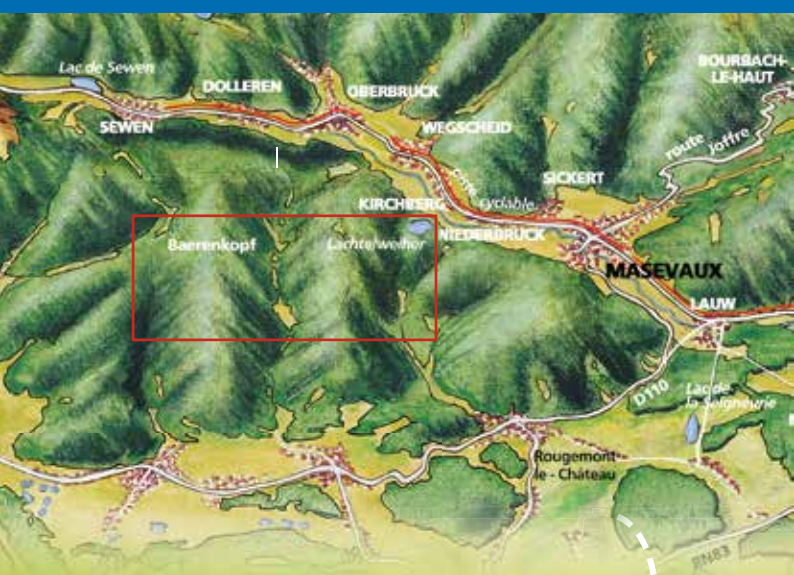 Lac de Sewen
DOLLEREN
OBERBRUCK
BOURBACH-
LE-HAUT
SEWEN
WEGSCHEID
route joffre
piste cyclable
SICKERT
KIRCHBERG
Baerenkopf
Lachtelweiher
NIEDERBRUCK
MASEVAUX
LAUW
D110
Lac de
la Seigneurie
Rougemont
le - Château
RN83